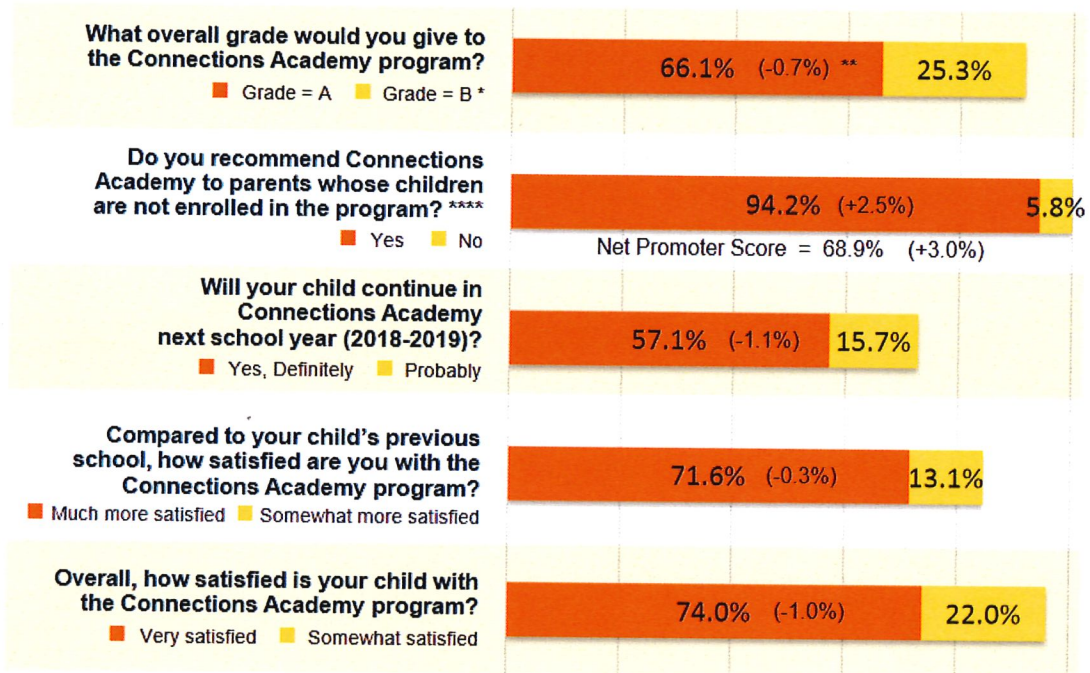 What overall grade would you give to
the Connections Academy program?
Grade = A Grade = B *
66.1% (-0.7%) ** 25.3%
Do you recommend Connections
Academy to parents whose children
are not enrolled in the program? ****
Yes No
94.2% (+2.5%) 5.8%
Net Promoter Score = 68.9% (+3.0%)
Will your child continue in
Connections Academy
next school year (2018-2019)?
Yes, Definitely Probably
57.1% (-1.1%) 15.7%
Compared to your child's previous
school, how satisfied are you with the
Connections Academy program?
Much more satisfied Somewhat more satisfied
71.6% (-0.3%) 13.1%
Overall, how satisfied is your child with
the Connections Academy program?
Very satisfied Somewhat satisfied
74.0% (-1.0%) 22.0%